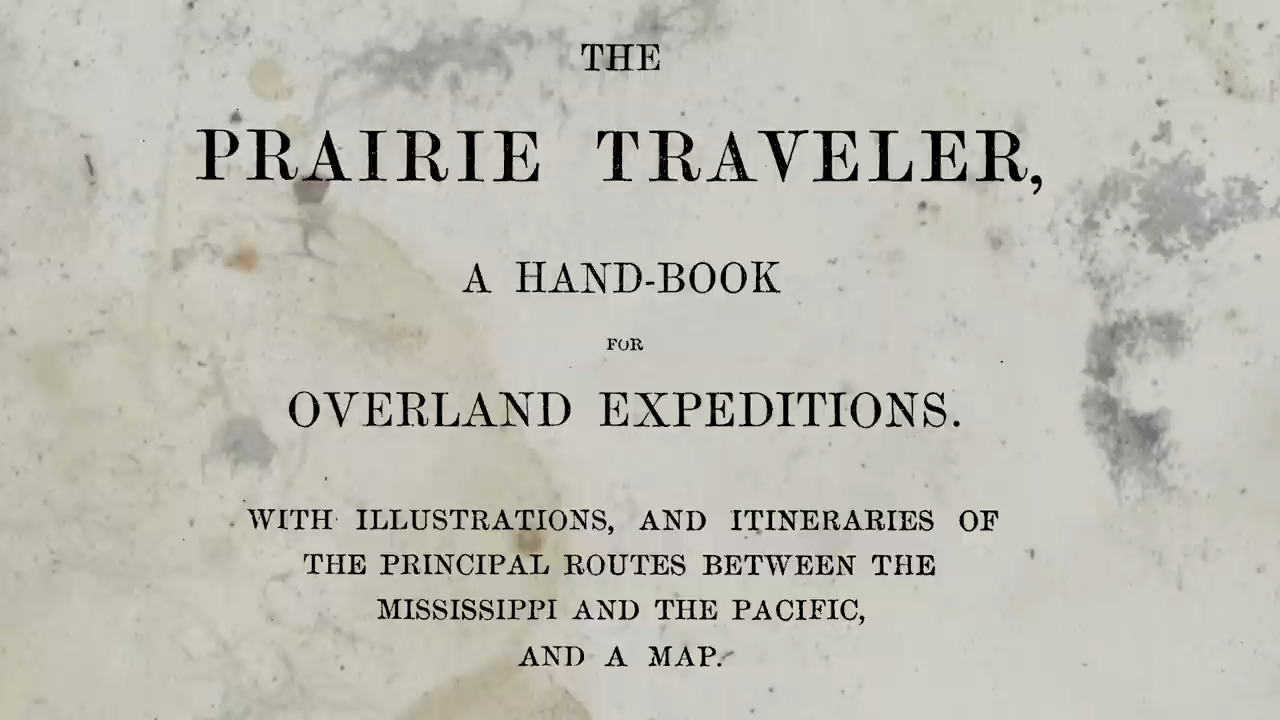 THE
PRAIRIE TRAVELER,
A HAND-BOOK
FOR
OVERLAND EXPEDITIONS.
WITH ILLUSTRATIONS, AND ITINERARIES OF
THE PRINCIPAL ROUTES BETWEEN THE
MISSISSIPPI AND THE PACIFIC,
AND A MAP.